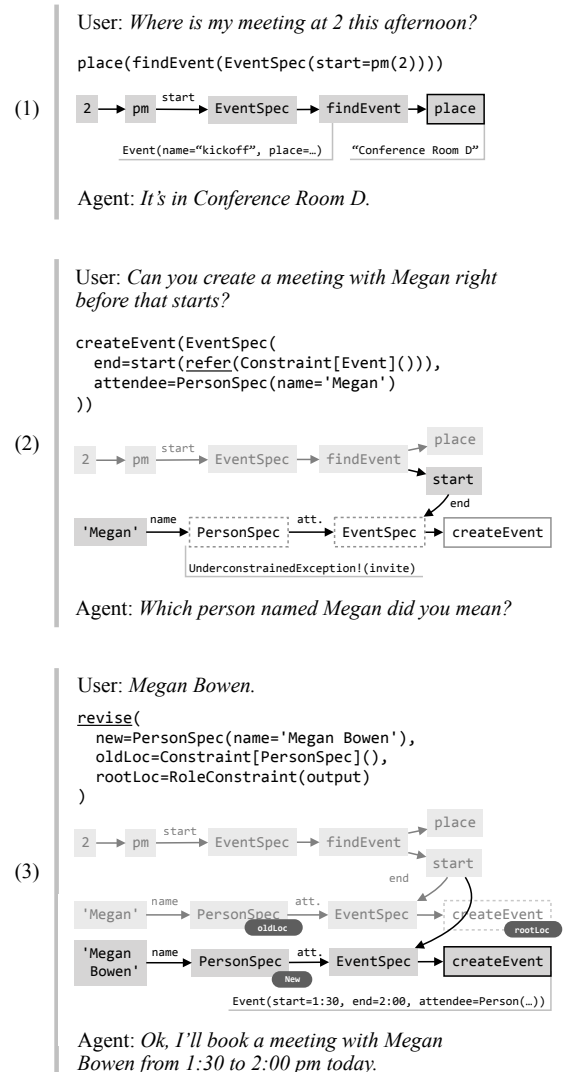 User: Where is my meeting at 2 this afternoon?
place(findEvent(EventSpec(start=pm(2))))
(1)
2 pm start EventSpec findEvent place
Event(name=“kickoff”, place=…) “Conference Room D”
Agent: It’s in Conference Room D.
User: Can you create a meeting with Megan right
before that starts?
createEvent(EventSpec(
end=start(refer(Constraint[Event]())),
attendee=PersonSpec(name='Megan')
))
(2)
place
2 pm start EventSpec findEvent
start
end
'Megan' name PersonSpec att. EventSpec createEvent
UnderconstrainedException!(invite)
Agent: Which person named Megan did you mean?
User: Megan Bowen.
revise(
new=PersonSpec(name='Megan Bowen'),
oldLoc=Constraint[PersonSpec](),
rootLoc=RoleConstraint(output)
)
place
2 pm start EventSpec findEvent
start
(3)
end
'Megan' name PersonSpec att. EventSpec createEvent
oldLoc rootLoc
'Megan
Bowen' name PersonSpec att. EventSpec createEvent
New
Event(start=1:30, end=2:00, attendee=Person(…))
Agent: Ok, I’ll book a meeting with Megan
Bowen from 1:30 to 2:00 pm today.